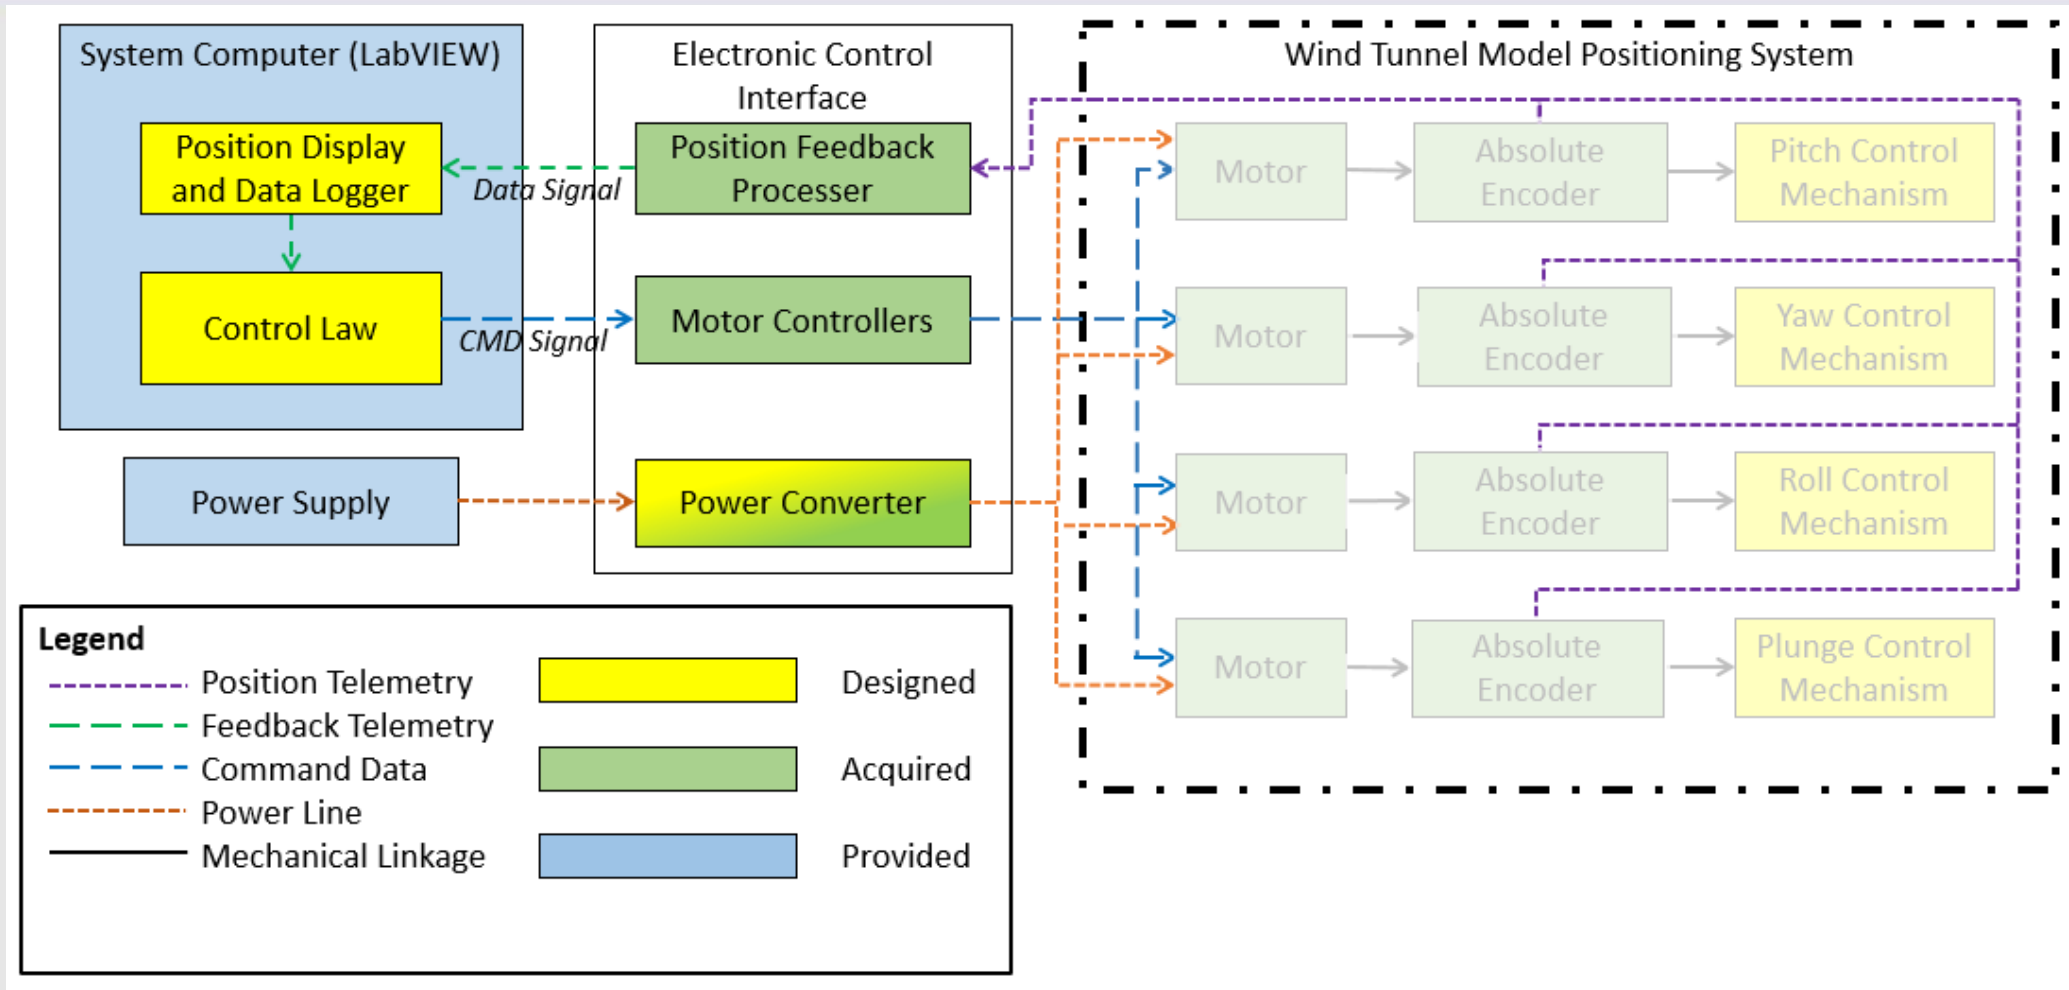 System Computer (LabVIEW)
Position Display
and Data Logger
Control Law
Data Signal
CMD Signal
Power Supply
Electronic Control
Interface
Position Feedback
Processer
Motor Controllers
Power Converter
Wind Tunnel Model Positioning System
Motor
Absolute
Encoder
Pitch Control
Mechanism
Motor
Absolute
Encoder
Yaw Control
Mechanism
Motor
Absolute
Encoder
Roll Control
Mechanism
Motor
Absolute
Encoder
Plunge Control
Mechanism
Legend
Position Telemetry
Feedback Telemetry
Command Data
Power Line
Mechanical Linkage
Designed
Acquired
Provided